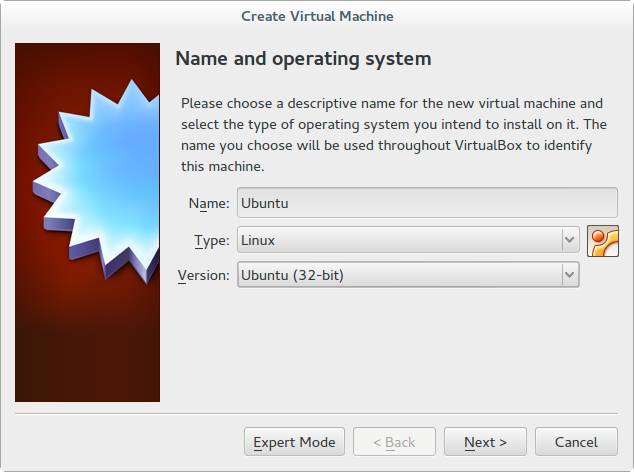 Create Virtual Machine
Name and operating system
Please choose a descriptive name for the new virtual machine and
select the type of operating system you intend to install on it. The
name you choose will be used throughout VirtualBox to identify
this machine.
Name: Ubuntu
Type: Linux
Version: Ubuntu (32-bit)
Expert Mode < Back Next > Cancel